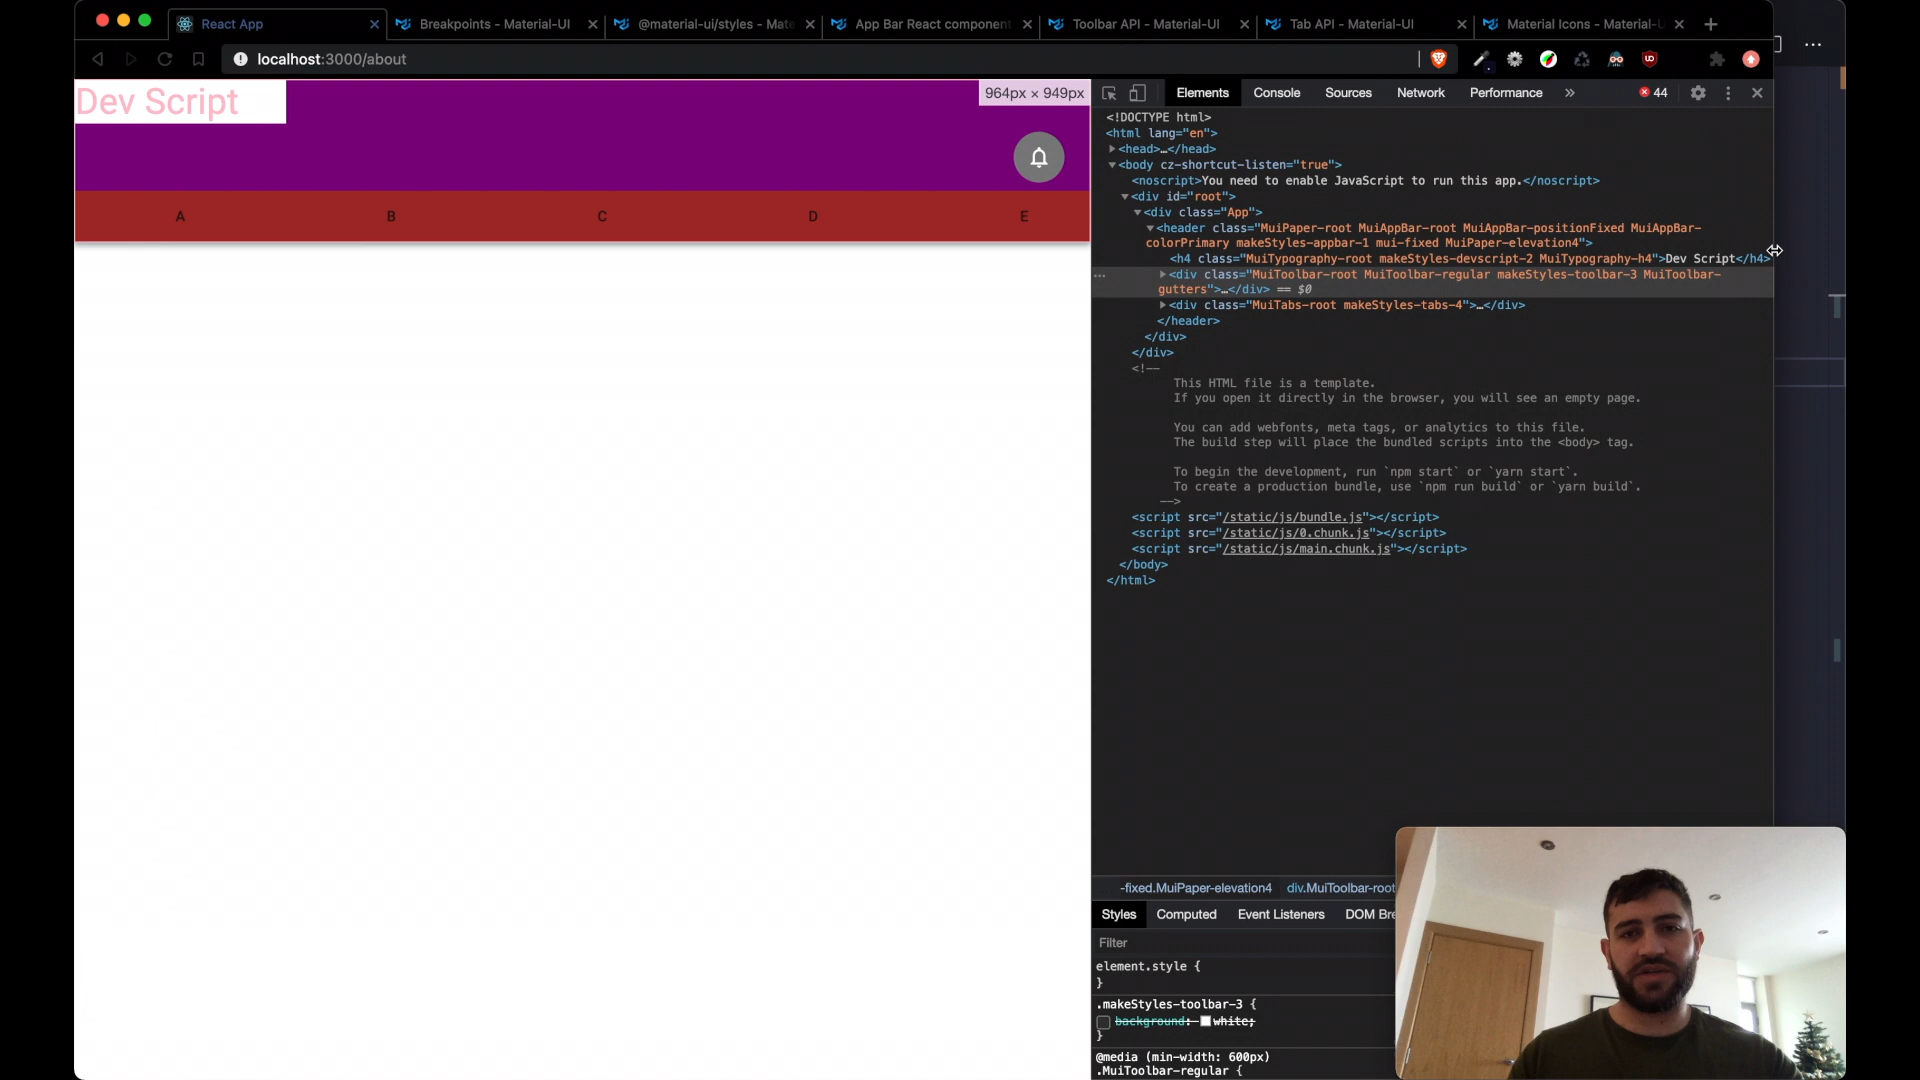 React App
Breakpoints - Material-UI
@material-ui/styles - Mate
App Bar React component
Toolbar API - Material-UI
Tab API - Material-UI
Material Icons - Material-U
localhost:3000/about
Dev Script
964px × 949px
A B C D E
Elements Console Sources Network Performance » 44
<!DOCTYPE html>
<html lang="en">
<head>…</head>
<body cz-shortcut-listen="true">
<noscript>You need to enable JavaScript to run this app.</noscript>
<div id="root">
<div class="App">
<header class="MuiPaper-root MuiAppBar-root MuiAppBar-positionFixed MuiAppBar-
colorPrimary makeStyles-appbar-1 mui-fixed MuiPaper-elevation4">
<h4 class="MuiTypography-root makeStyles-devscript-2 MuiTypography-h4">Dev Script</h4>
<div class="MuiToolbar-root MuiToolbar-regular makeStyles-toolbar-3 MuiToolbar-
gutters">…</div> == $0
<div class="MuiTabs-root makeStyles-tabs-4">…</div>
</header>
</div>
</div>
<!--
This HTML file is a template.
If you open it directly in the browser, you will see an empty page.
You can add webfonts, meta tags, or analytics to this file.
The build step will place the bundled scripts into the <body> tag.
To begin the development, run `npm start` or `yarn start`.
To create a production bundle, use `npm run build` or `yarn build`.
-->
<script src="/static/js/bundle.js"></script>
<script src="/static/js/0.chunk.js"></script>
<script src="/static/js/main.chunk.js"></script>
</body>
</html>
-fixed.MuiPaper-elevation4 div.MuiToolbar-root
Styles Computed Event Listeners DOM Bre
Filter
element.style {
}
.makeStyles-toolbar-3 {
background: white;
}
@media (min-width: 600px)
.MuiToolbar-regular {